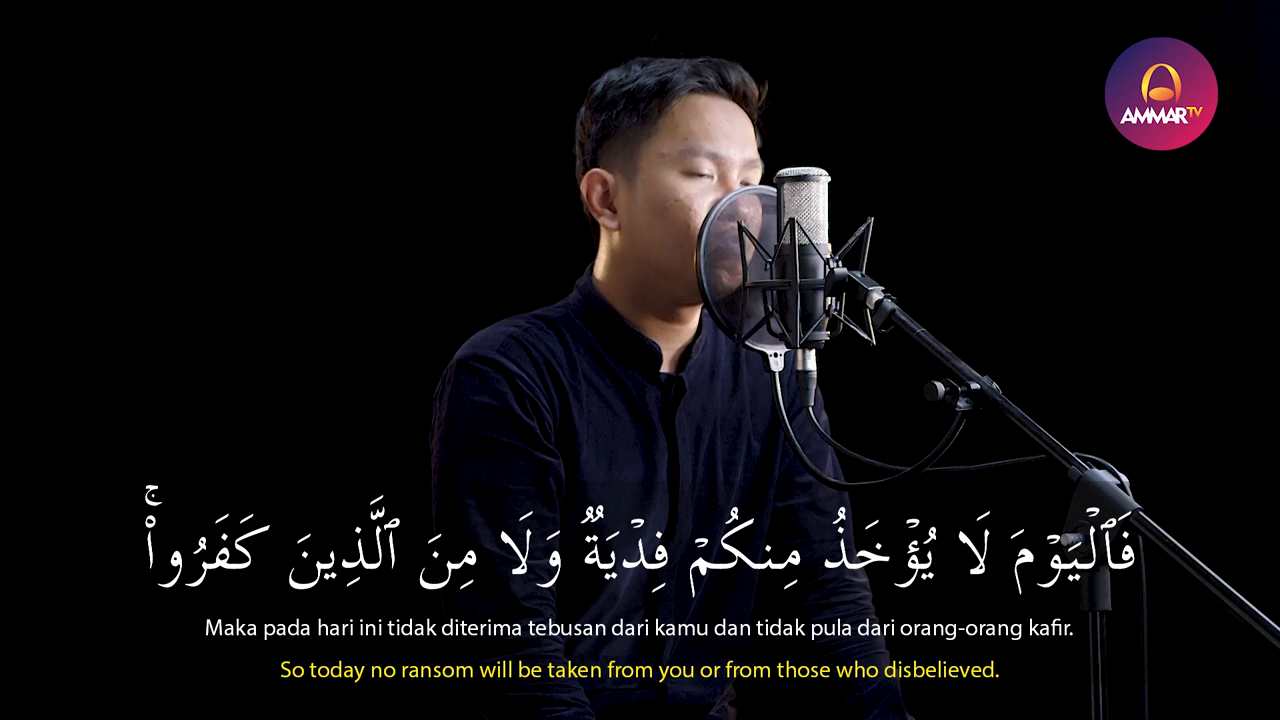 AMMARTV
فَٱلْيَوْمَ لَا يُؤْخَذُ مِنكُمْ فِدْيَةٌ وَلَا مِنَ ٱلَّذِينَ كَفَرُوا۟ۚ
Maka pada hari ini tidak diterima tebusan dari kamu dan tidak pula dari orang-orang kafir.
So today no ransom will be taken from you or from those who disbelieved.